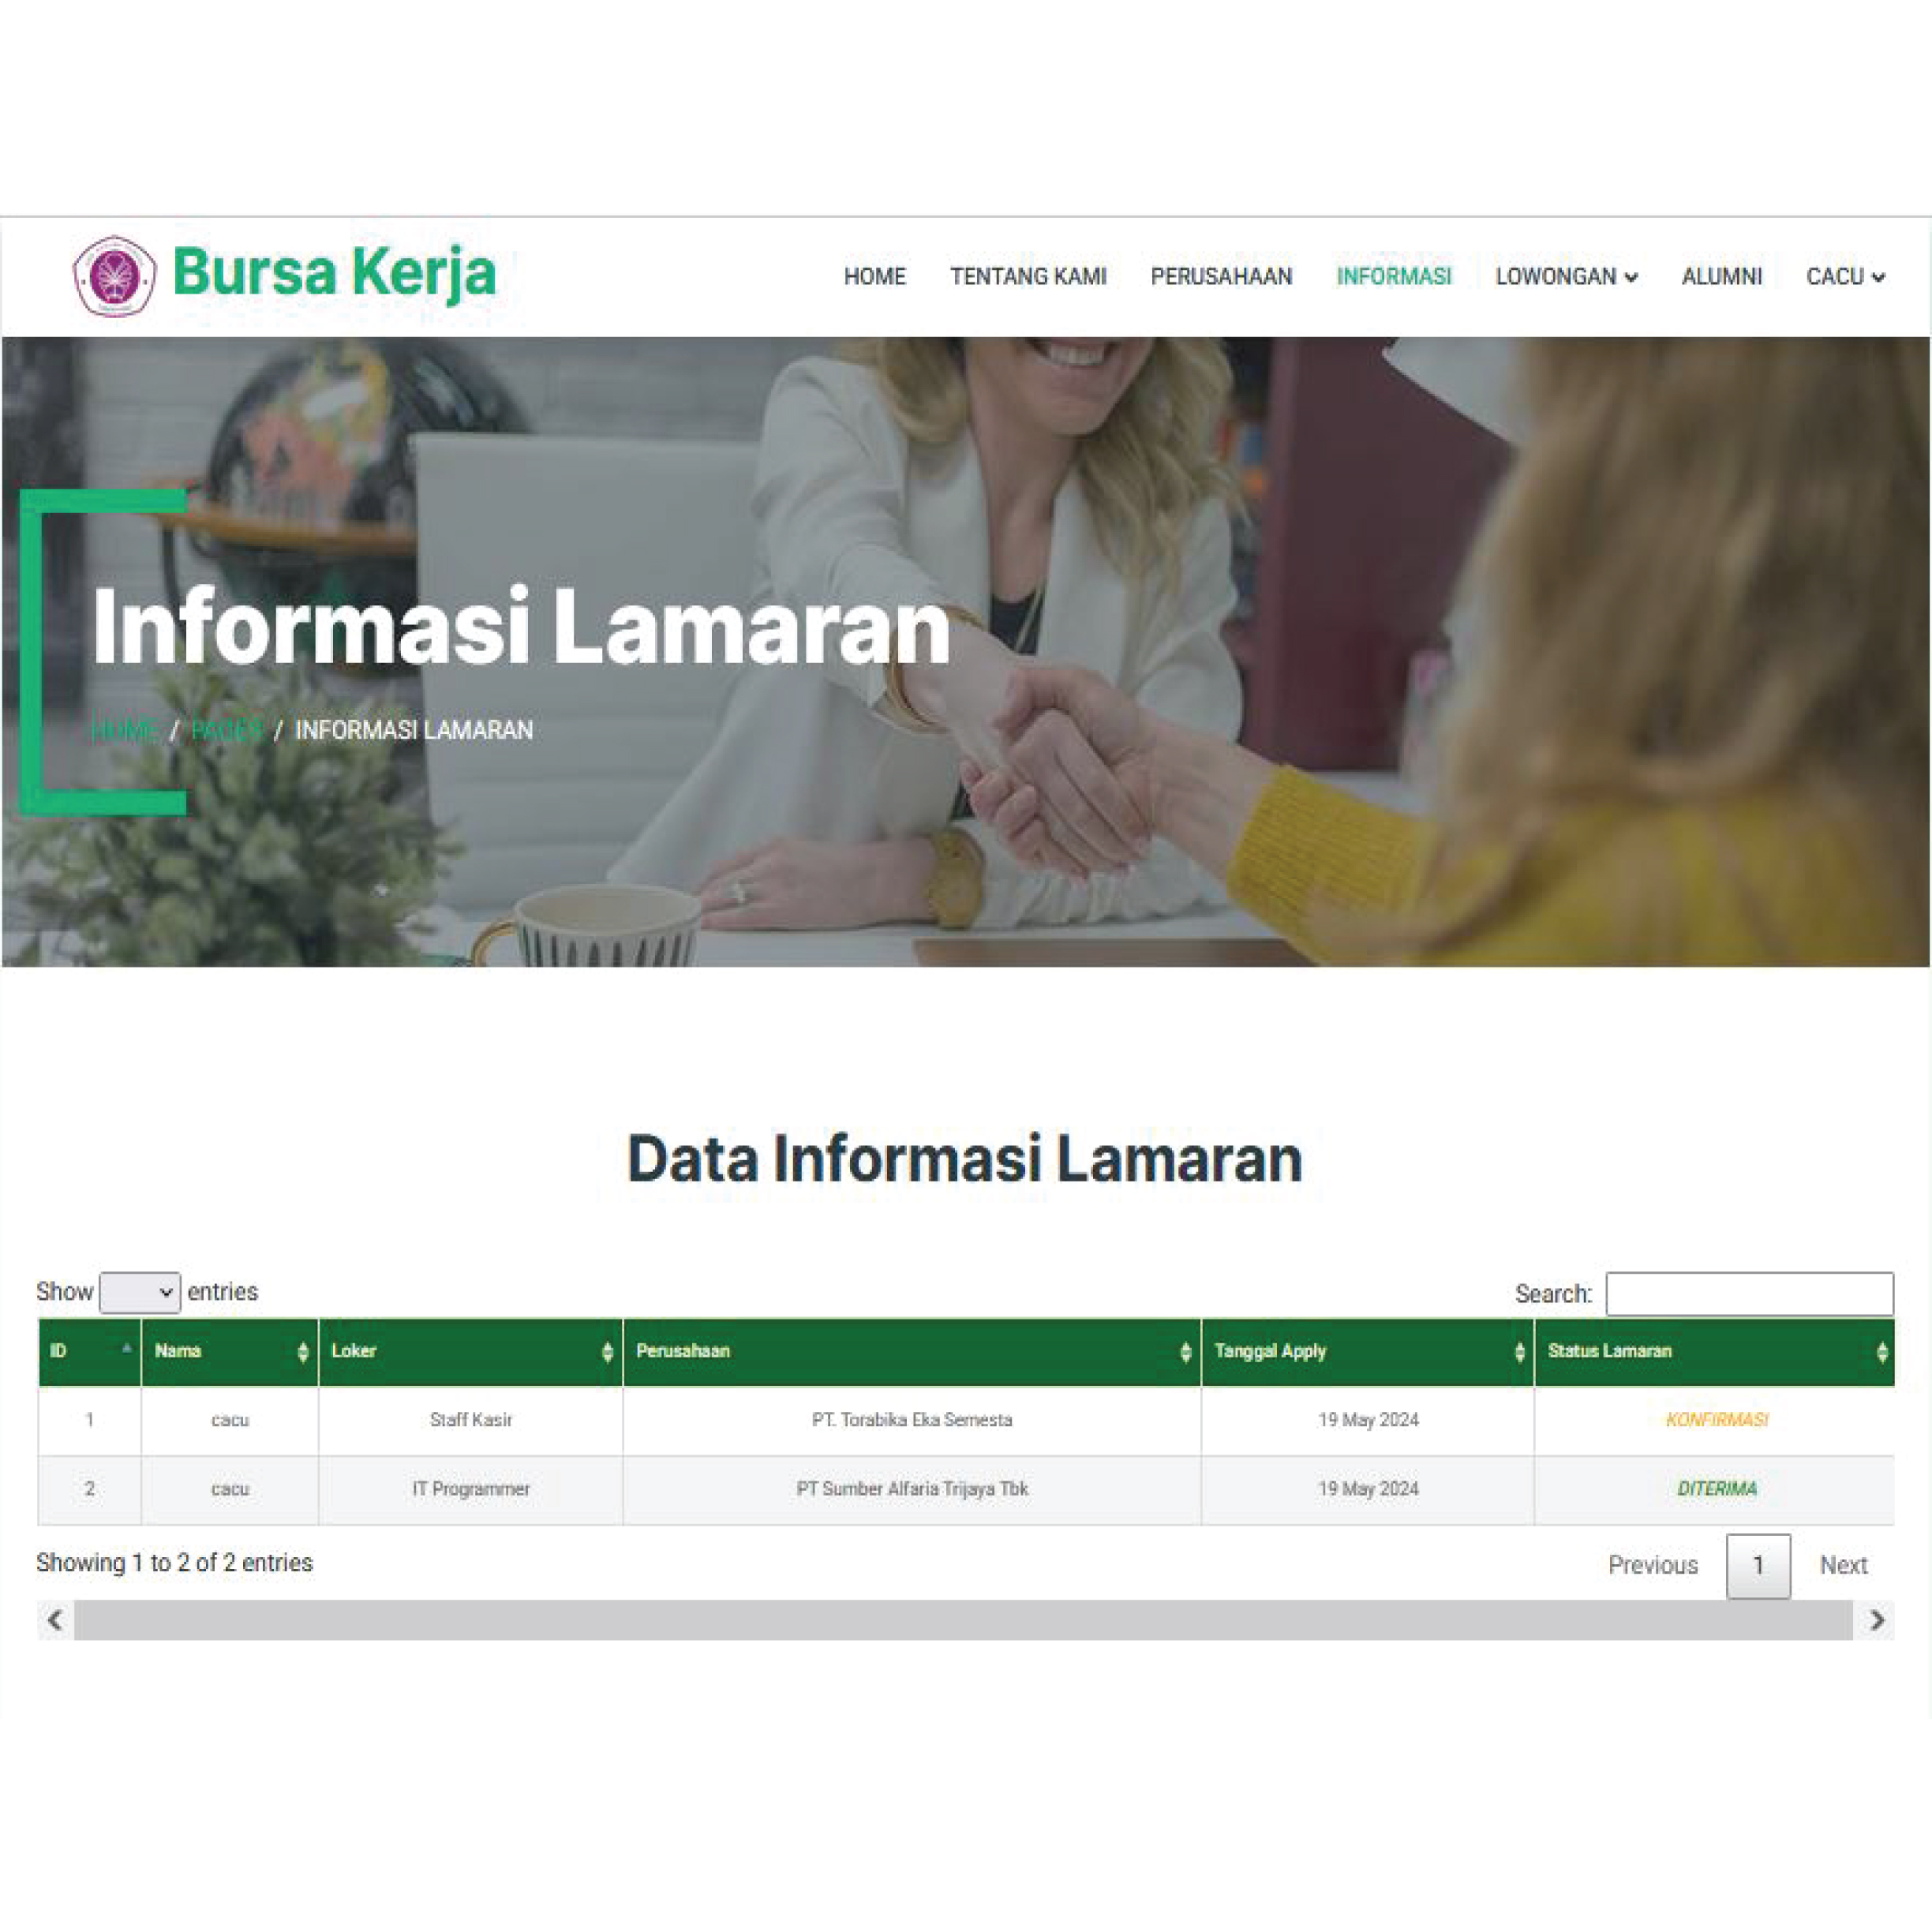 Bursa Kerja
HOME TENTANG KAMI PERUSAHAAN INFORMASI LOWONGAN ALUMNI CACU
Informasi Lamaran
HOME / PAGES / INFORMASI LAMARAN
Data Informasi Lamaran
Show entries Search:
ID Nama Loker Perusahaan Tanggal Apply Status Lamaran
1 cacu Staff Kasir PT. Torabika Eka Semesta 19 May 2024 KONFIRMASI
2 cacu IT Programmer PT Sumber Alfaria Trijaya Tbk 19 May 2024 DITERIMA
Showing 1 to 2 of 2 entries Previous 1 Next